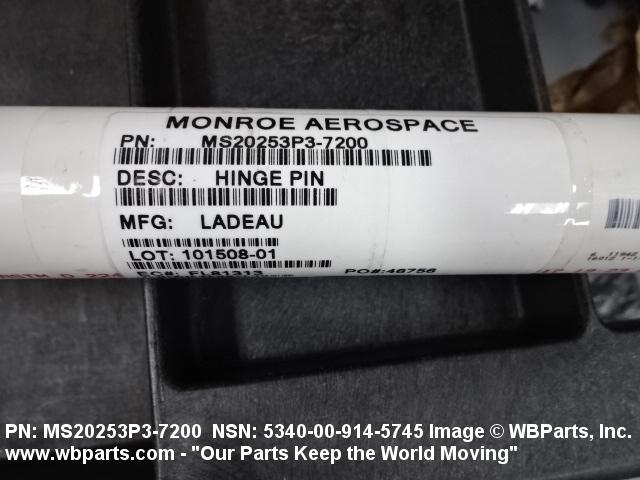 MONROE AEROSPACE
PN: MS20253P3-7200
DESC: HINGE PIN
MFG: LADEAU
LOT: 101508-01
PO#:46756
PN: MS20253P3-7200 NSN: 5340-00-914-5745 Image © WBParts, Inc.
www.wbparts.com - "Our Parts Keep the World Moving"